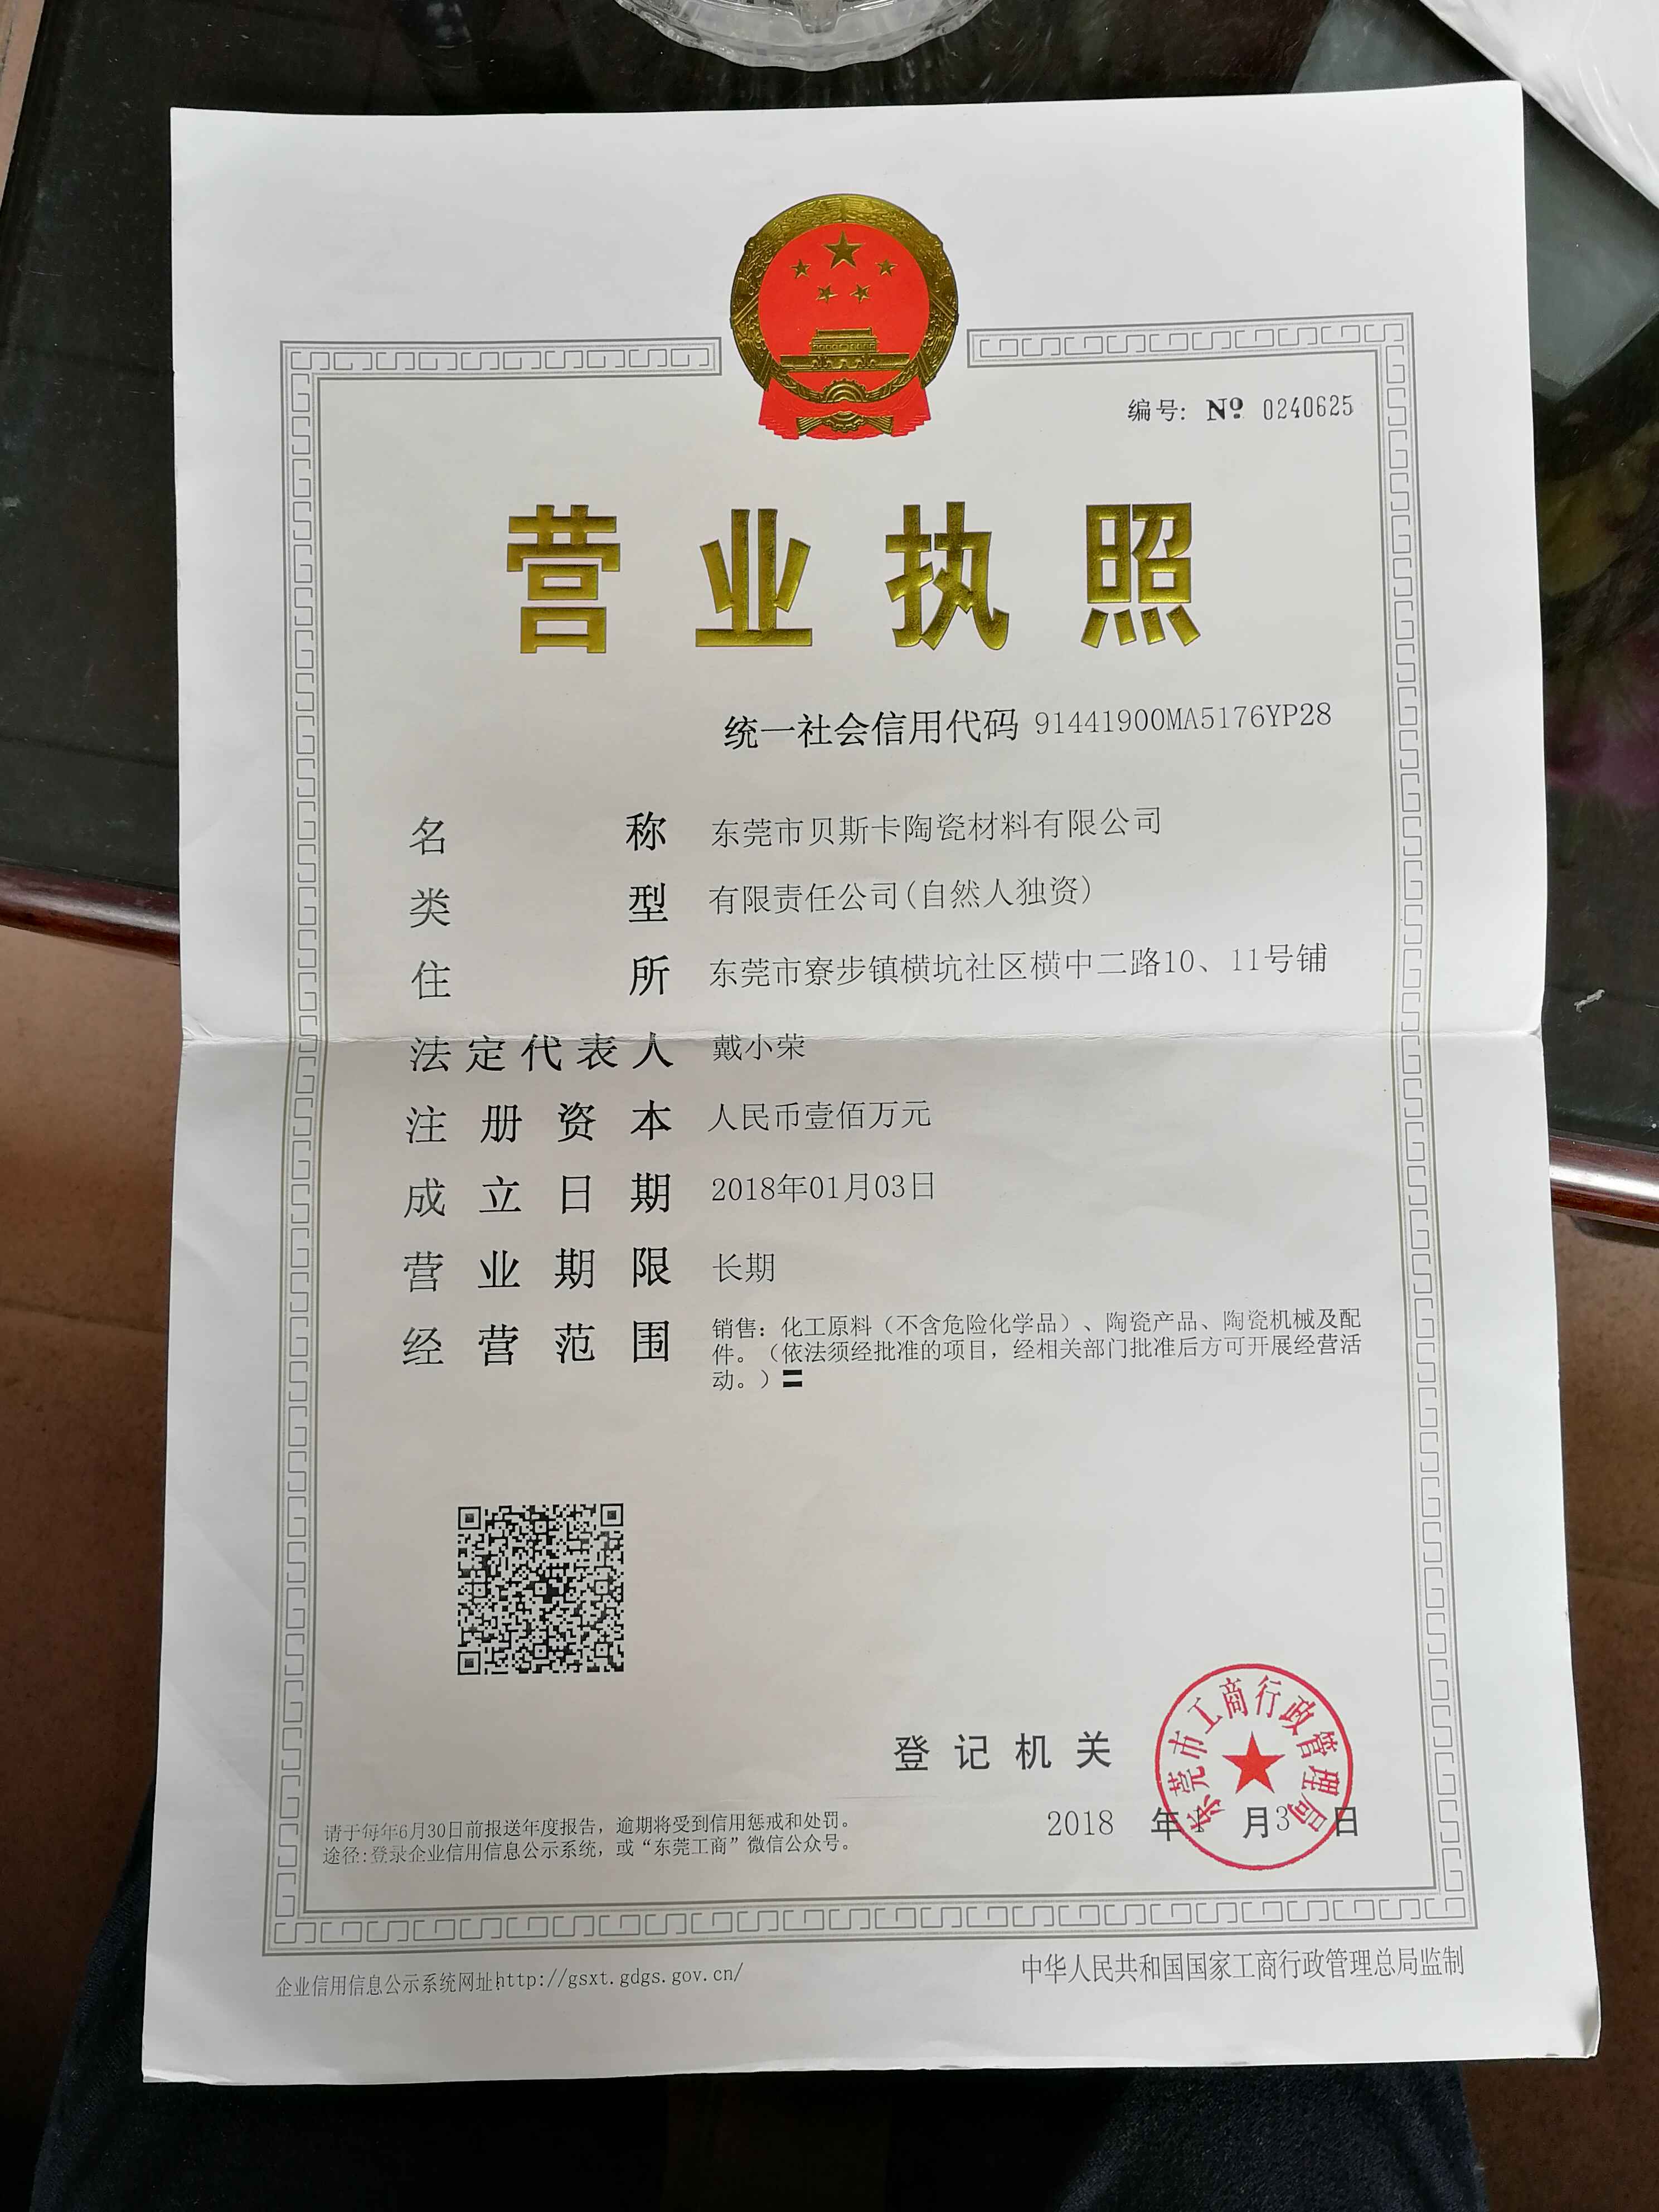 编号: Nº 0240625
营业执照
统一社会信用代码 91441900MA5176YP28
名称 东莞市贝斯卡陶瓷材料有限公司
类型 有限责任公司(自然人独资)
住所 东莞市寮步镇横坑社区横中二路10、11号铺
法定代表人 戴小荣
注册资本 人民币壹佰万元
成立日期 2018年01月03日
营业期限 长期
经营范围 销售：化工原料（不含危险化学品）、陶瓷产品、陶瓷机械及配
件。（依法须经批准的项目，经相关部门批准后方可开展经营活
动。）〓
登记机关
东莞市工商行政管理局
2018 年1 月3 日
请于每年6月30日前报送年度报告，逾期将受到信用惩戒和处罚。
途径:登录企业信用信息公示系统，或“东莞工商”微信公众号。
企业信用信息公示系统网址:http://gsxt.gdgs.gov.cn/
中华人民共和国国家工商行政管理总局监制